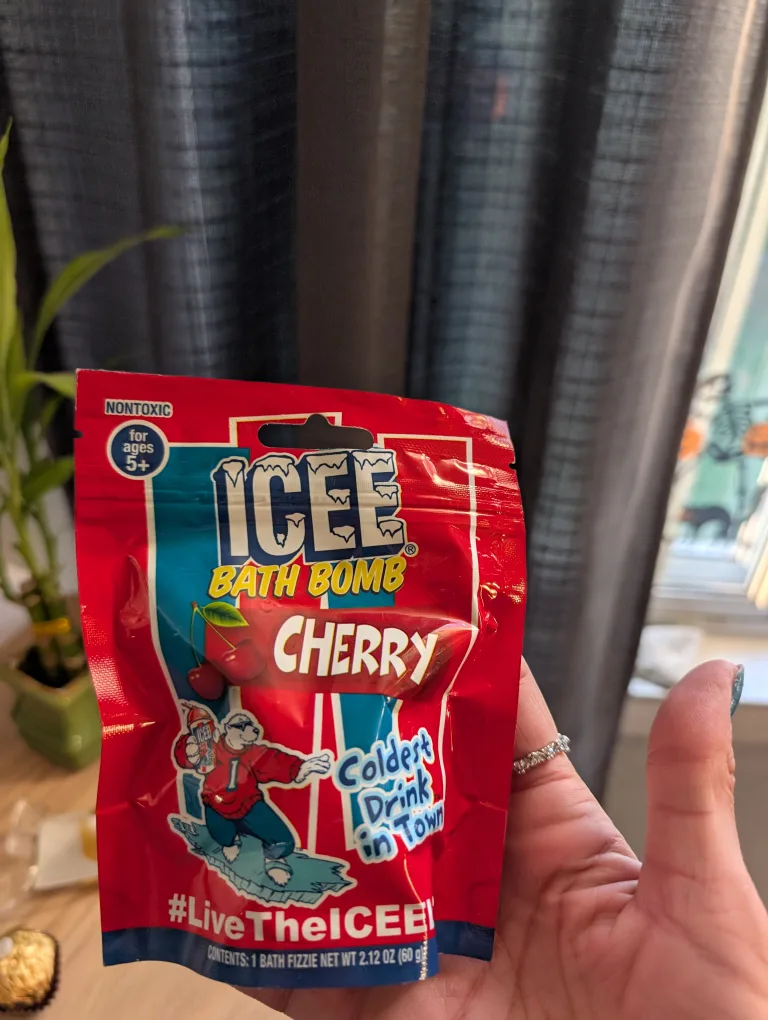 NONTOXIC
for
ages
5+
ICEE®
BATH BOMB
CHERRY
ICEE
I
Coldest
Drink
in Town
#LiveTheICEE
CONTENTS: 1 BATH FIZZIE NET WT 2.12 OZ (60 g